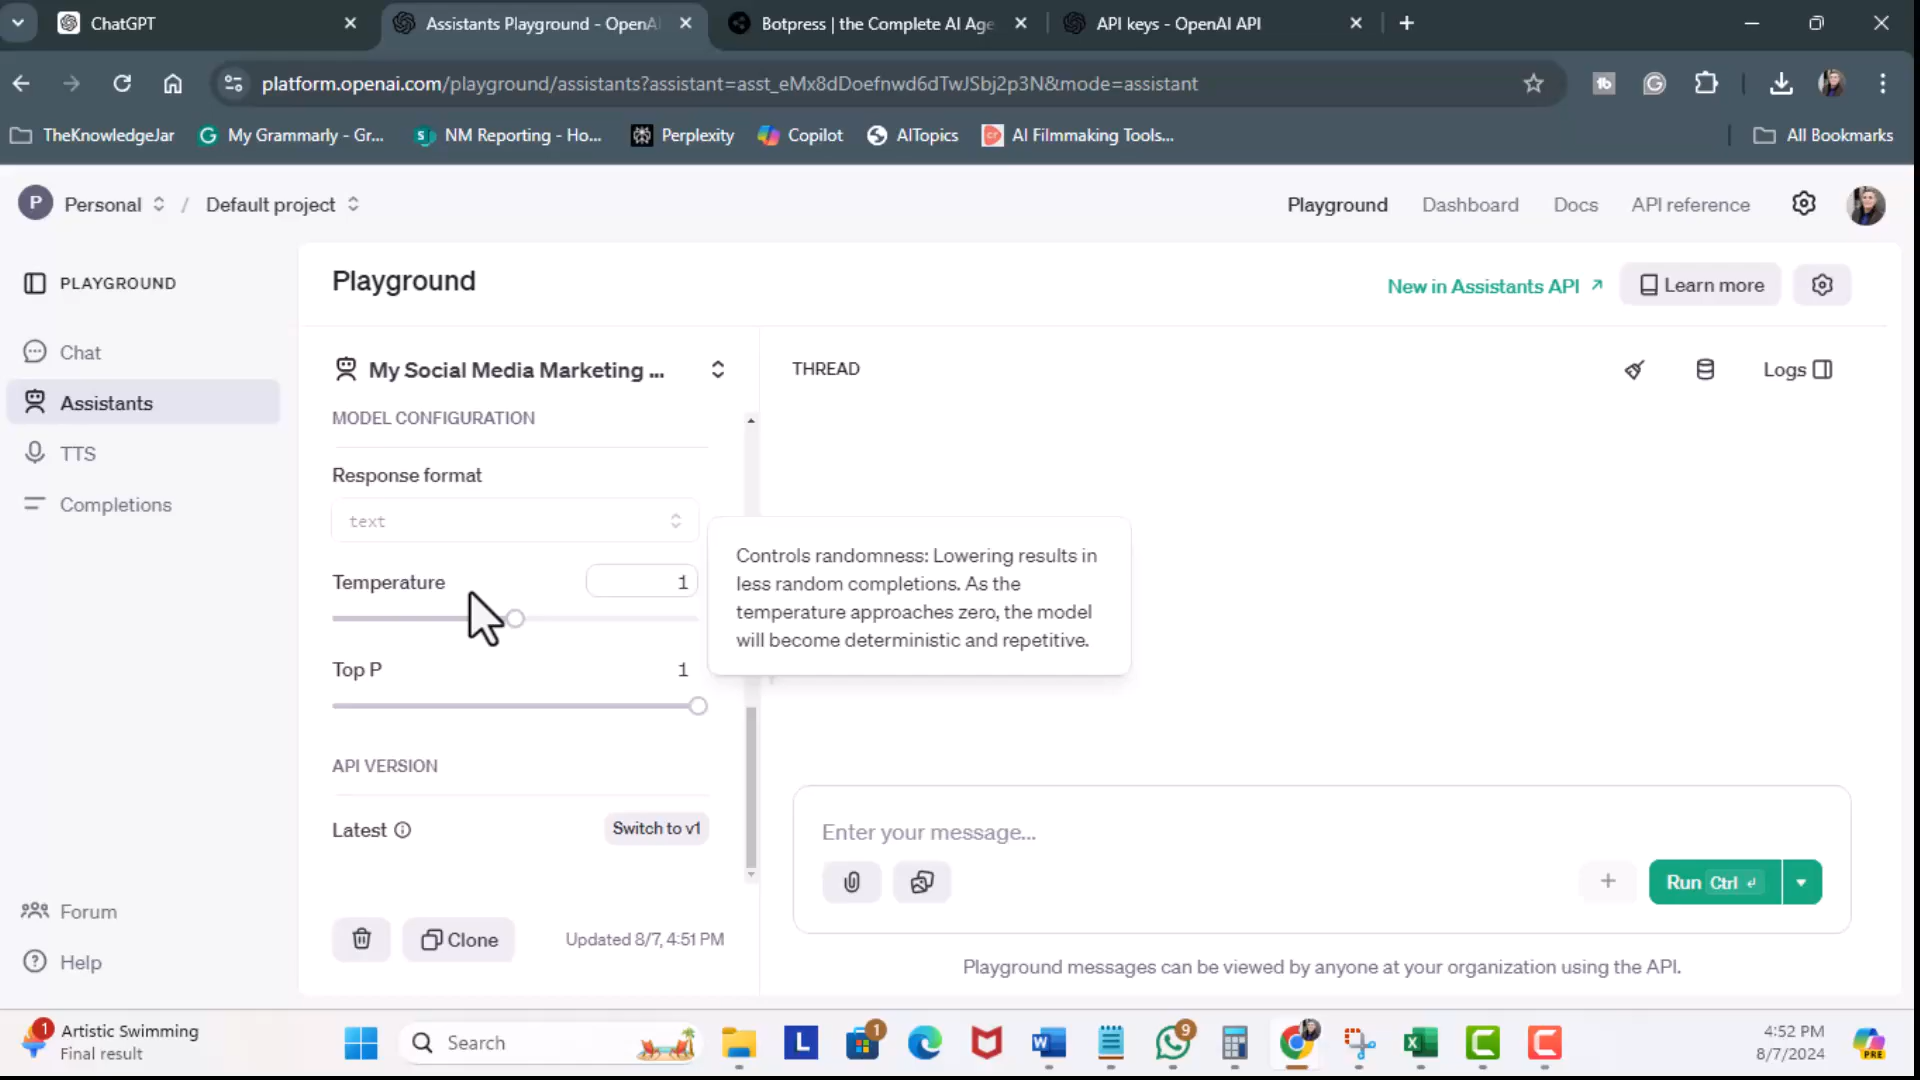 ChatGPT
Assistants Playground - OpenAI
Botpress | the Complete AI Age
API keys - OpenAI API
platform.openai.com/playground/assistants?assistant=asst_eMx8dDoefnwd6dTwJSbj2p3N&mode=assistant
TheKnowledgeJar
My Grammarly - Gr...
NM Reporting - Ho...
Perplexity
Copilot
AITopics
AI Filmmaking Tools...
All Bookmarks
P
Personal
/
Default project
Playground
Dashboard
Docs
API reference
PLAYGROUND
Chat
Assistants
TTS
Completions
Forum
Help
Playground
New in Assistants API
Learn more
My Social Media Marketing ...
MODEL CONFIGURATION
Response format
text
Temperature
1
Top P
1
API VERSION
Latest
Switch to v1
Clone
Updated 8/7, 4:51 PM
THREAD
Logs
Controls randomness: Lowering results in
less random completions. As the
temperature approaches zero, the model
will become deterministic and repetitive.
Enter your message...
Run Ctrl
Playground messages can be viewed by anyone at your organization using the API.
1
Artistic Swimming
Final result
Search
L
1
9
4:52 PM
8/7/2024
PRE